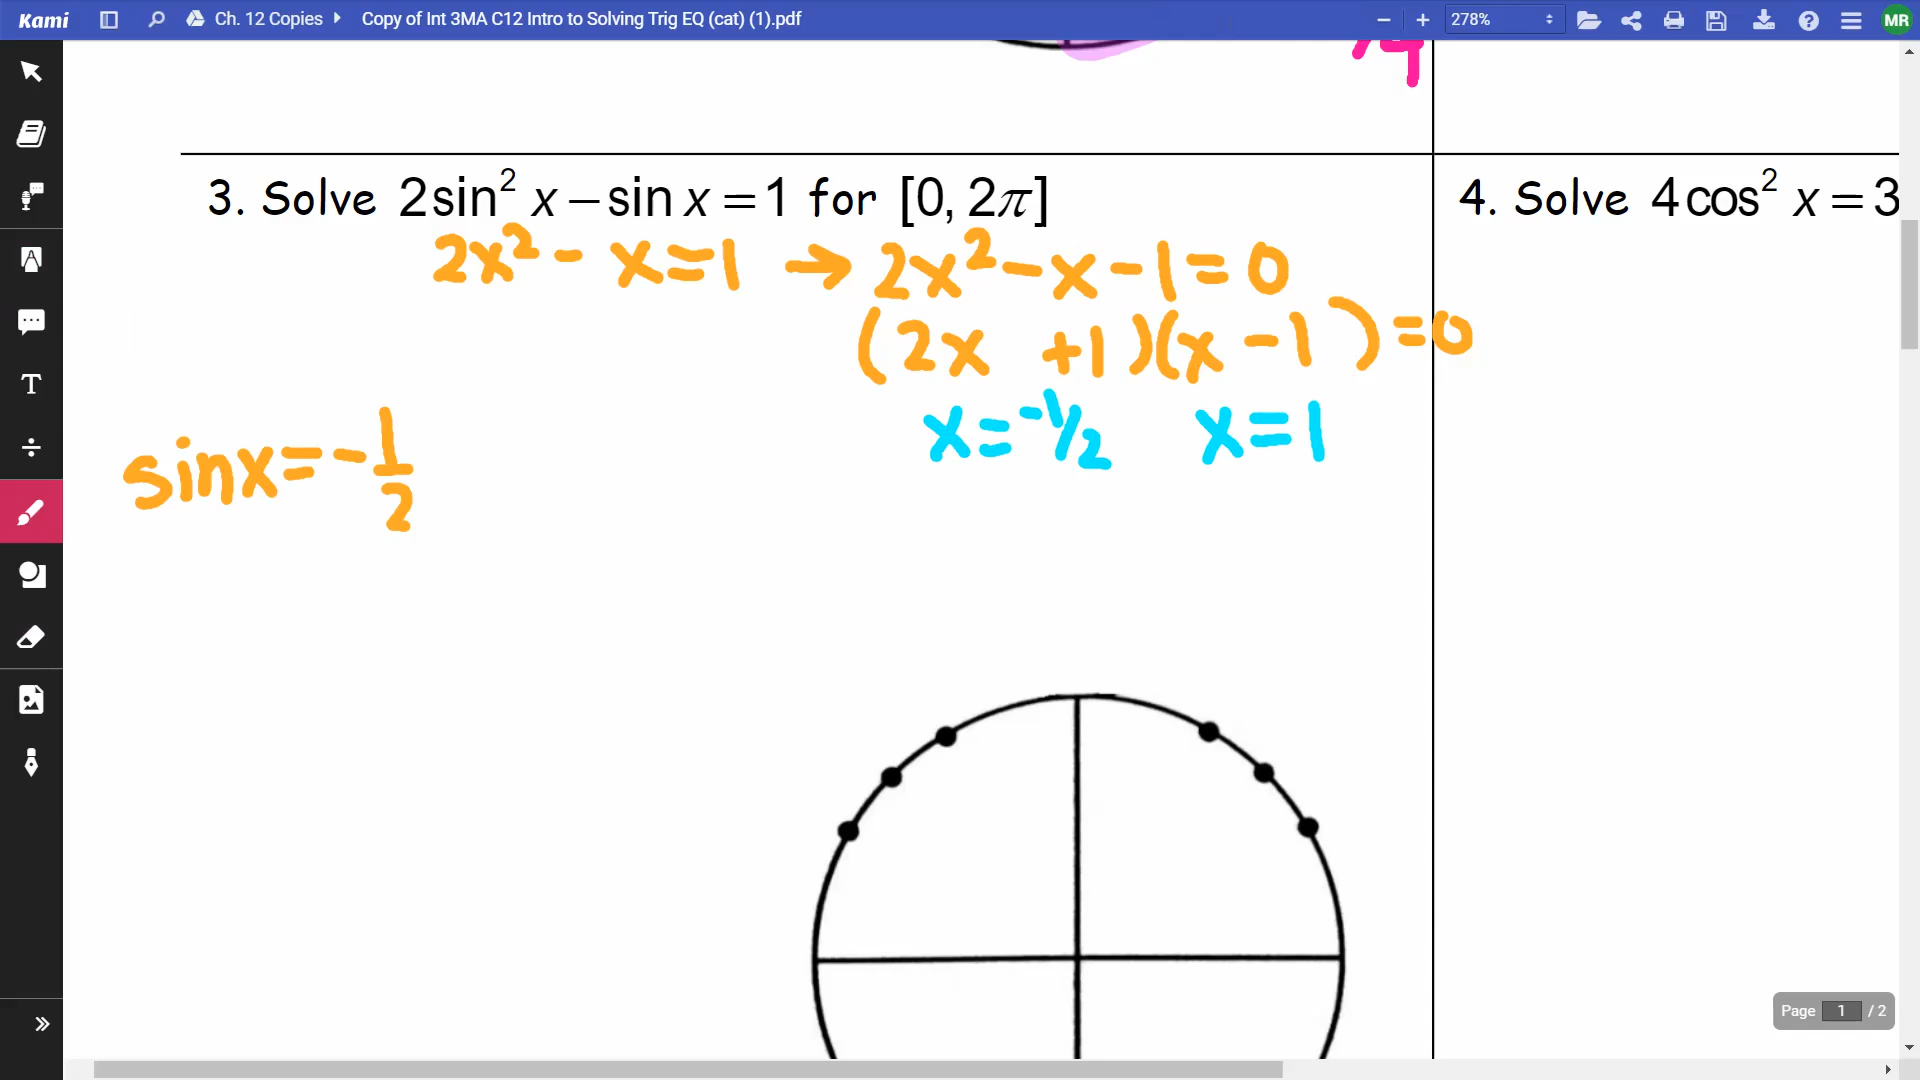 Kami
Ch. 12 Copies
Copy of Int 3MA C12 Intro to Solving Trig EQ (cat) (1).pdf
278%
MR
3. Solve 2sin² x − sin x = 1 for [0, 2π]
4. Solve 4cos² x = 3
2x² - x = 1 → 2x² - x - 1 = 0
(2x +1)(x - 1) = 0
x = -1/2 x = 1
sinx = - 1/2
T
Page 1 / 2